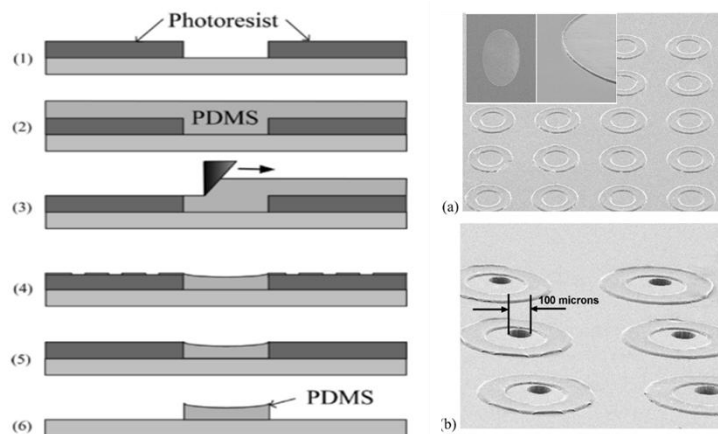 Photoresist
(1)
PDMS
(2)
(3)
(4)
(5)
PDMS
(6)
(a)
100 microns
(b)